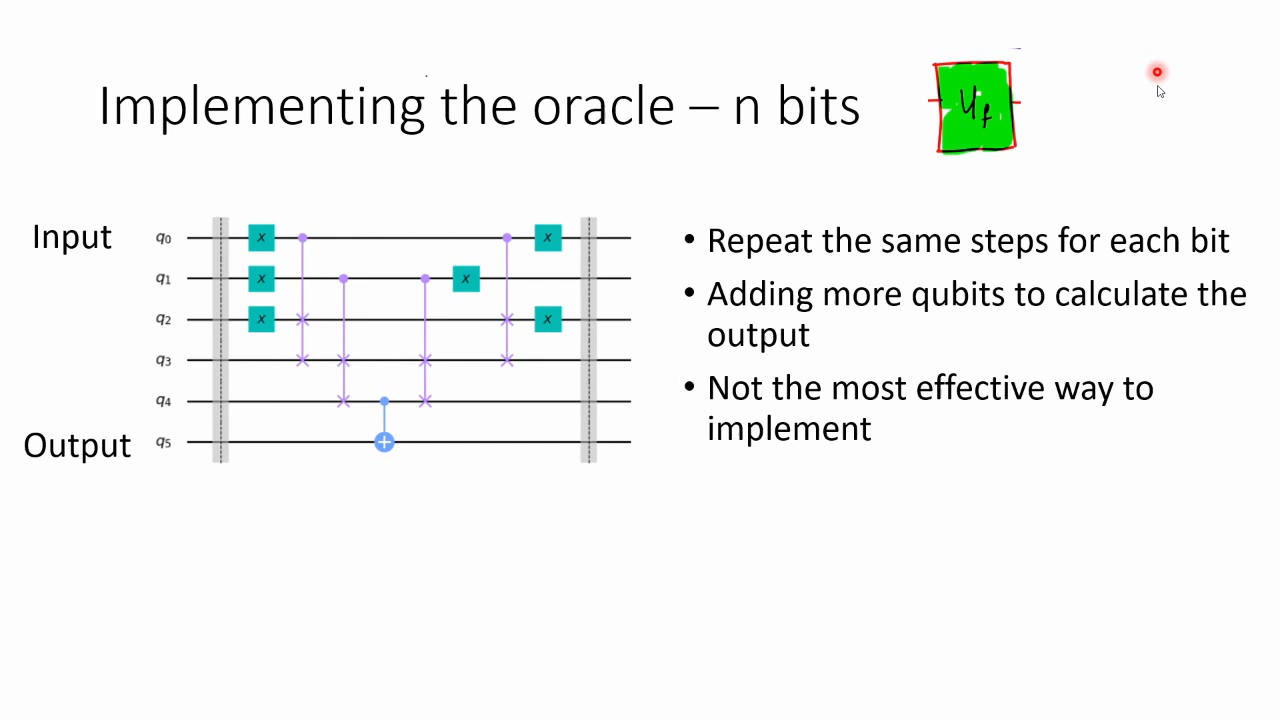 Implementing the oracle – n bits
Uf
Input
Output
q0
q1
q2
q3
q4
q5
x
x
x
x
x
x
• Repeat the same steps for each bit
• Adding more qubits to calculate the
output
• Not the most effective way to
implement